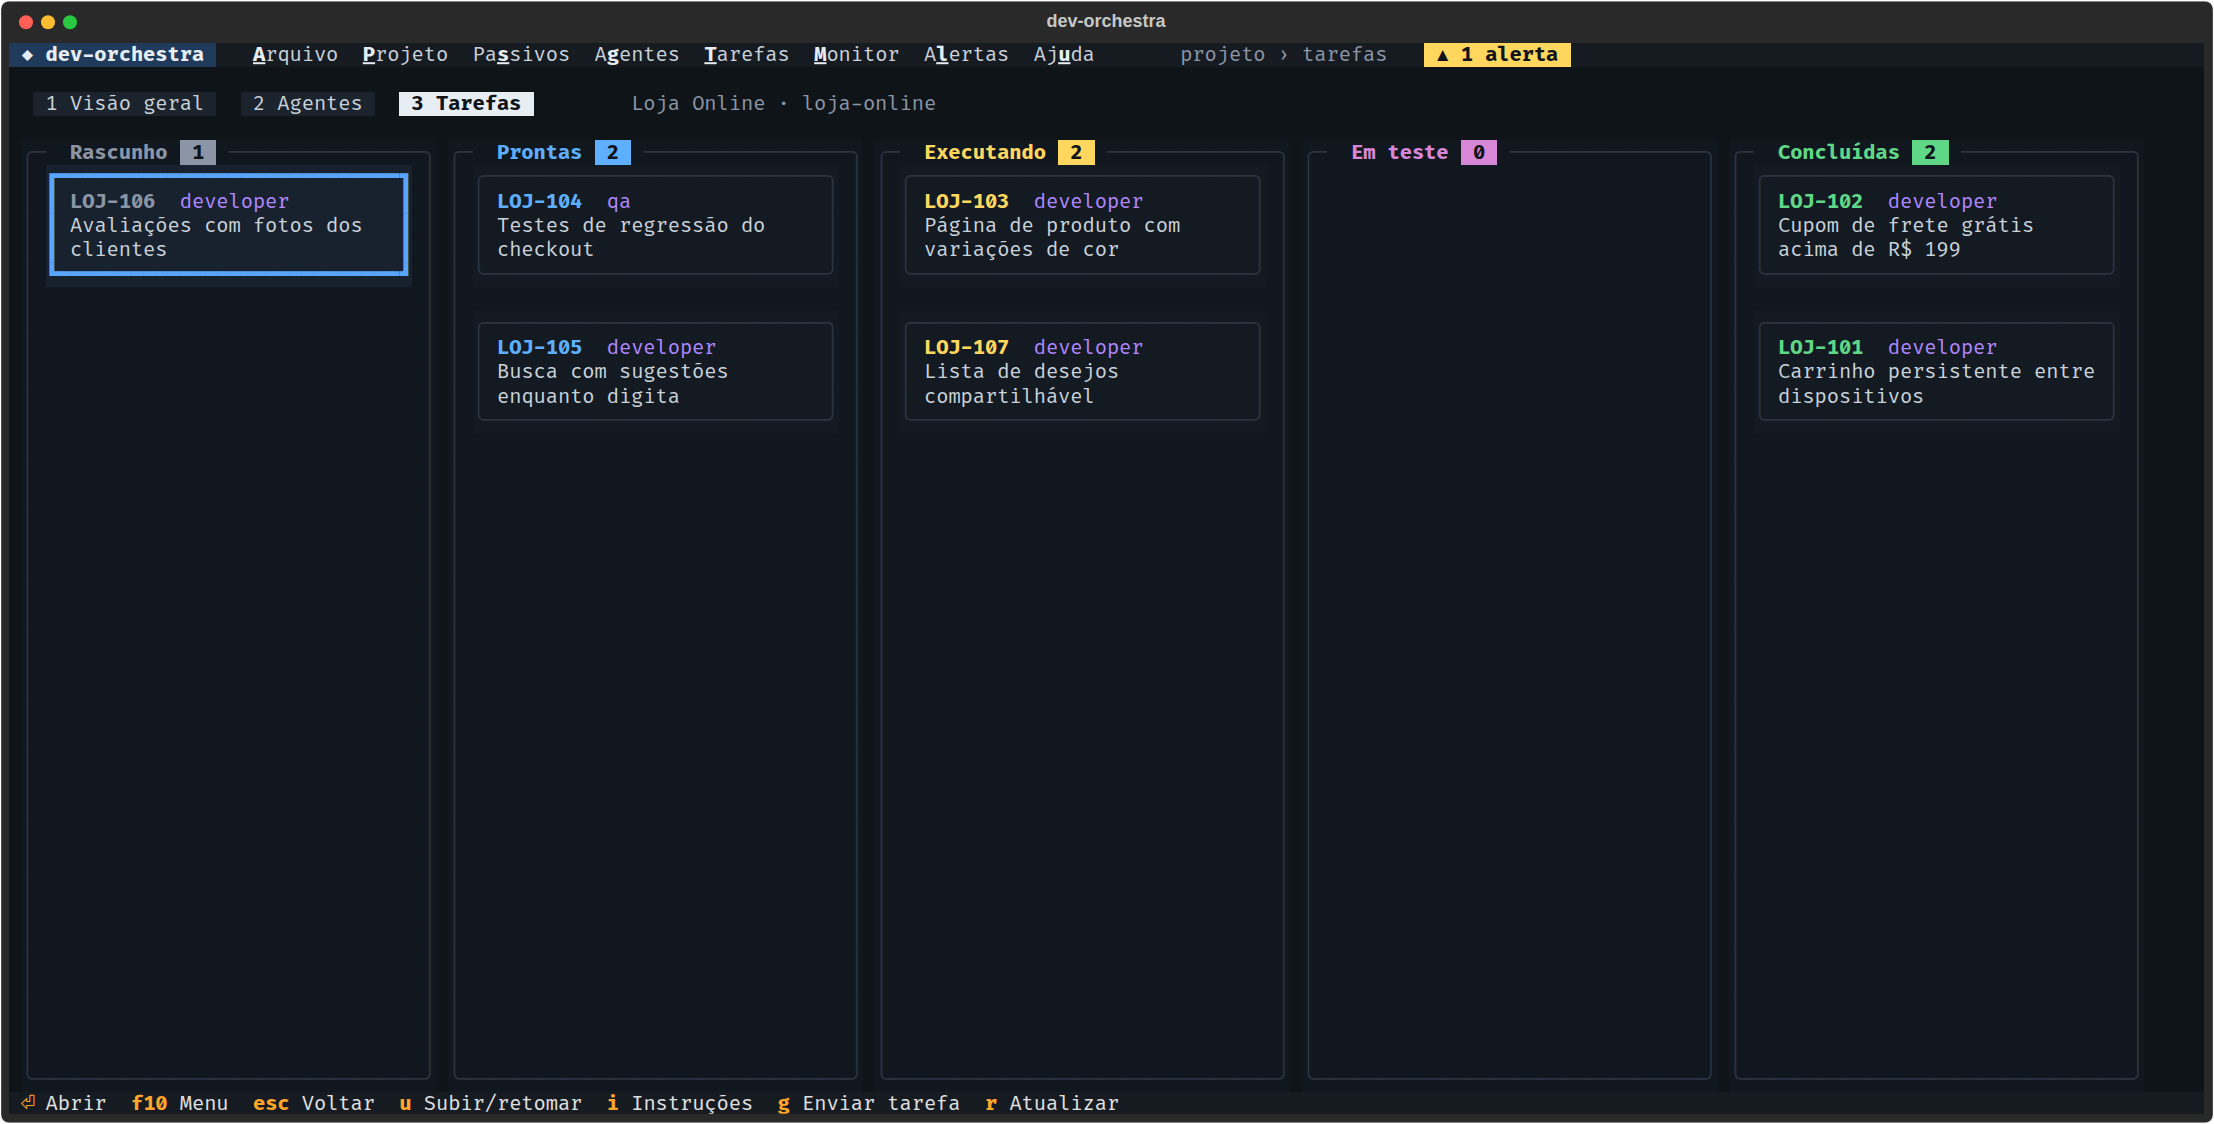 dev-orchestra
◆ dev-orchestra Arquivo Projeto Passivos Agentes Tarefas Monitor Alertas Ajuda projeto › tarefas ▲ 1 alerta
1 Visão geral 2 Agentes 3 Tarefas Loja Online · loja-online
Rascunho 1
LOJ-106 developer
Avaliações com fotos dos
clientes
Prontas 2
LOJ-104 qa
Testes de regressão do
checkout
LOJ-105 developer
Busca com sugestões
enquanto digita
Executando 2
LOJ-103 developer
Página de produto com
variações de cor
LOJ-107 developer
Lista de desejos
compartilhável
Em teste 0
Concluídas 2
LOJ-102 developer
Cupom de frete grátis
acima de R$ 199
LOJ-101 developer
Carrinho persistente entre
dispositivos
⏎ Abrir f10 Menu esc Voltar u Subir/retomar i Instruções g Enviar tarefa r Atualizar